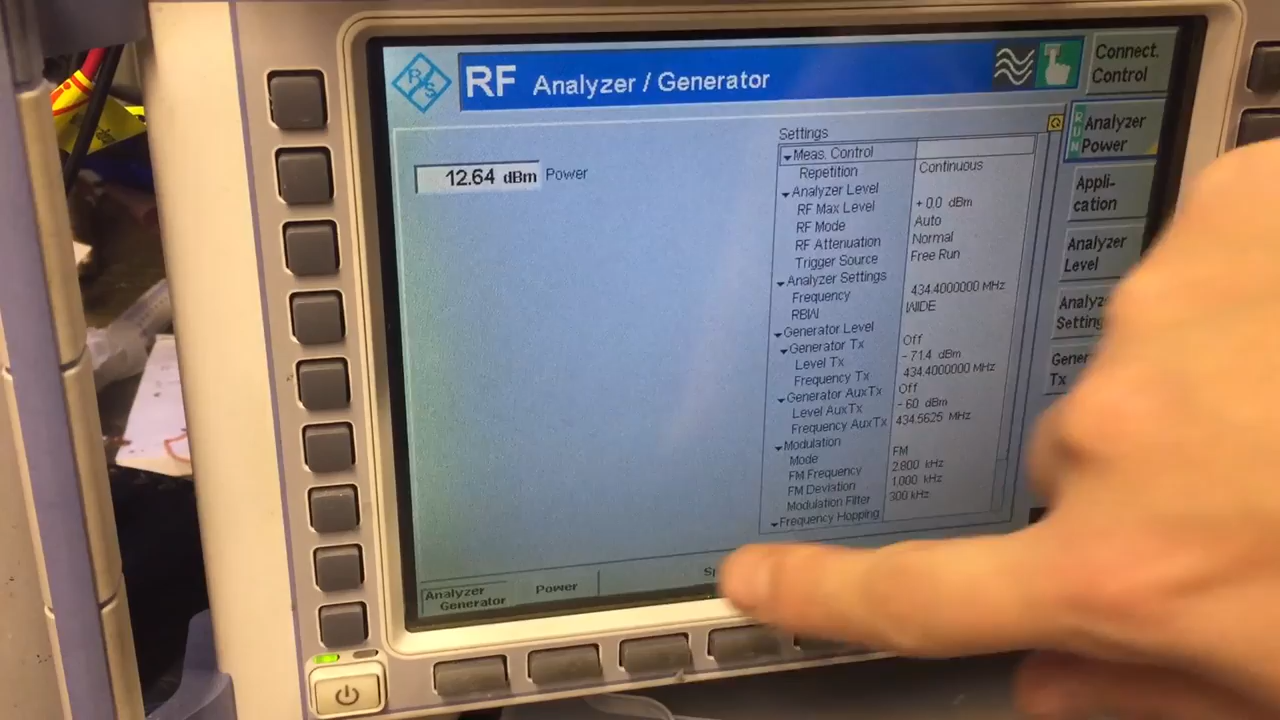 R/S
RF Analyzer / Generator
Connect.
Control
RUN
Analyzer
Power
12.64 dBm Power
Settings
Meas. Control
Repetition Continuous
Analyzer Level
RF Max Level + 0.0 dBm
RF Mode Auto
RF Attenuation Normal
Trigger Source Free Run
Analyzer Settings
Frequency 434.4000000 MHz
RBW WIDE
Generator Level
Generator Tx Off
Level Tx - 71.4 dBm
Frequency Tx 434.4000000 MHz
Generator AuxTx Off
Level AuxTx - 60 dBm
Frequency AuxTx 434.5625 MHz
Modulation
Mode FM
FM Frequency 2.800 kHz
FM Deviation 1.000 kHz
Modulation Filter 300 kHz
Frequency Hopping
Appli-
cation
Analyzer
Level
Tx
Analyzer
Generator
Power